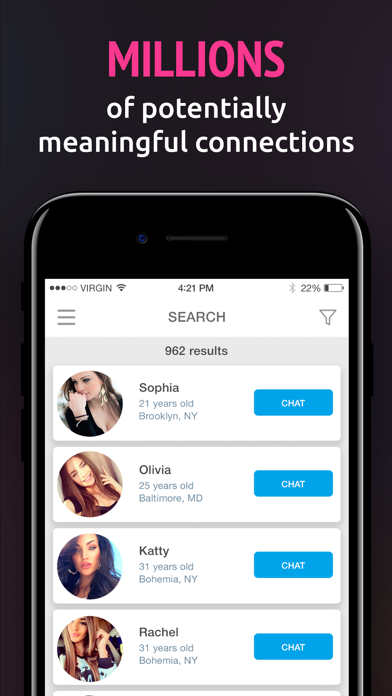 MILLIONS
of potentially
meaningful connections
VIRGIN 4:21 PM 22%
SEARCH
962 results
Sophia
21 years old
Brooklyn, NY
CHAT
Olivia
25 years old
Baltimore, MD
CHAT
Katty
31 years old
Bohemia, NY
CHAT
Rachel
31 years old
Bohemia, NY
CHAT